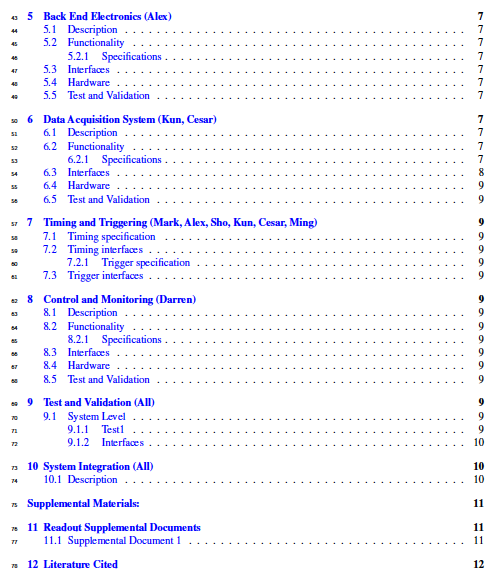 43 5 Back End Electronics (Alex) 7
44 5.1 Description . . . . . . . . . . . . . . . . . . . . . . . . . . . . . . . . . . . . . . . . . . . . . . . . . . 7
45 5.2 Functionality . . . . . . . . . . . . . . . . . . . . . . . . . . . . . . . . . . . . . . . . . . . . . . . . . 7
46 5.2.1 Specifications . . . . . . . . . . . . . . . . . . . . . . . . . . . . . . . . . . . . . . . . . . . . 7
47 5.3 Interfaces . . . . . . . . . . . . . . . . . . . . . . . . . . . . . . . . . . . . . . . . . . . . . . . . . . . 7
48 5.4 Hardware . . . . . . . . . . . . . . . . . . . . . . . . . . . . . . . . . . . . . . . . . . . . . . . . . . . 7
49 5.5 Test and Validation . . . . . . . . . . . . . . . . . . . . . . . . . . . . . . . . . . . . . . . . . . . . . 7
50 6 Data Acquisition System (Kun, Cesar) 7
51 6.1 Description . . . . . . . . . . . . . . . . . . . . . . . . . . . . . . . . . . . . . . . . . . . . . . . . . . 7
52 6.2 Functionality . . . . . . . . . . . . . . . . . . . . . . . . . . . . . . . . . . . . . . . . . . . . . . . . . 7
53 6.2.1 Specifications . . . . . . . . . . . . . . . . . . . . . . . . . . . . . . . . . . . . . . . . . . . . 7
54 6.3 Interfaces . . . . . . . . . . . . . . . . . . . . . . . . . . . . . . . . . . . . . . . . . . . . . . . . . . . 8
55 6.4 Hardware . . . . . . . . . . . . . . . . . . . . . . . . . . . . . . . . . . . . . . . . . . . . . . . . . . . 9
56 6.5 Test and Validation . . . . . . . . . . . . . . . . . . . . . . . . . . . . . . . . . . . . . . . . . . . . . 9
57 7 Timing and Triggering (Mark, Alex, Sho, Kun, Cesar, Ming) 9
58 7.1 Timing specification . . . . . . . . . . . . . . . . . . . . . . . . . . . . . . . . . . . . . . . . . . . . 9
59 7.2 Timing interfaces . . . . . . . . . . . . . . . . . . . . . . . . . . . . . . . . . . . . . . . . . . . . . . 9
60 7.2.1 Trigger specification . . . . . . . . . . . . . . . . . . . . . . . . . . . . . . . . . . . . . . . . 9
61 7.3 Trigger interfaces . . . . . . . . . . . . . . . . . . . . . . . . . . . . . . . . . . . . . . . . . . . . . . 9
62 8 Control and Monitoring (Darren) 9
63 8.1 Description . . . . . . . . . . . . . . . . . . . . . . . . . . . . . . . . . . . . . . . . . . . . . . . . . . 9
64 8.2 Functionality . . . . . . . . . . . . . . . . . . . . . . . . . . . . . . . . . . . . . . . . . . . . . . . . . 9
65 8.2.1 Specifications . . . . . . . . . . . . . . . . . . . . . . . . . . . . . . . . . . . . . . . . . . . . 9
66 8.3 Interfaces . . . . . . . . . . . . . . . . . . . . . . . . . . . . . . . . . . . . . . . . . . . . . . . . . . . 9
67 8.4 Hardware . . . . . . . . . . . . . . . . . . . . . . . . . . . . . . . . . . . . . . . . . . . . . . . . . . . 9
68 8.5 Test and Validation . . . . . . . . . . . . . . . . . . . . . . . . . . . . . . . . . . . . . . . . . . . . . 9
69 9 Test and Validation (All) 9
70 9.1 System Level . . . . . . . . . . . . . . . . . . . . . . . . . . . . . . . . . . . . . . . . . . . . . . . . . 9
71 9.1.1 Test1 . . . . . . . . . . . . . . . . . . . . . . . . . . . . . . . . . . . . . . . . . . . . . . . . . 9
72 9.1.2 Interfaces . . . . . . . . . . . . . . . . . . . . . . . . . . . . . . . . . . . . . . . . . . . . . . 10
73 10 System Integration (All) 10
74 10.1 Description . . . . . . . . . . . . . . . . . . . . . . . . . . . . . . . . . . . . . . . . . . . . . . . . . 10
75 Supplemental Materials: 11
76 11 Readout Supplemental Documents 11
77 11.1 Supplemental Document 1 . . . . . . . . . . . . . . . . . . . . . . . . . . . . . . . . . . . . . . . . 11
78 12 Literature Cited 12